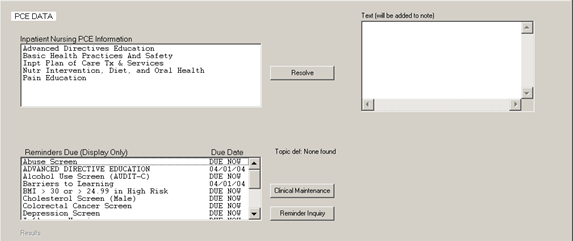 PCE DATA
Text (will be added to note)
Inpatient Nursing PCE Information
Advanced Directives Education
Basic Health Practices And Safety
Inpt Plan of Care Tx & Services
Nutr Intervention, Diet, and Oral Health
Pain Education
Resolve
Reminders Due (Display Only) Due Date
Topic def: None found
Abuse Screen DUE NOW
ADVANCED DIRECTIVE EDUCATION 04/01/04
Alcohol Use Screen (AUDIT-C) DUE NOW
Barriers to Learning 04/01/04
BMI > 30 or > 24.99 in High Risk DUE NOW
Cholesterol Screen (Male) DUE NOW
Colorectal Cancer Screen DUE NOW
Depression Screen DUE NOW
Clinical Maintenance
Reminder Inquiry
Results